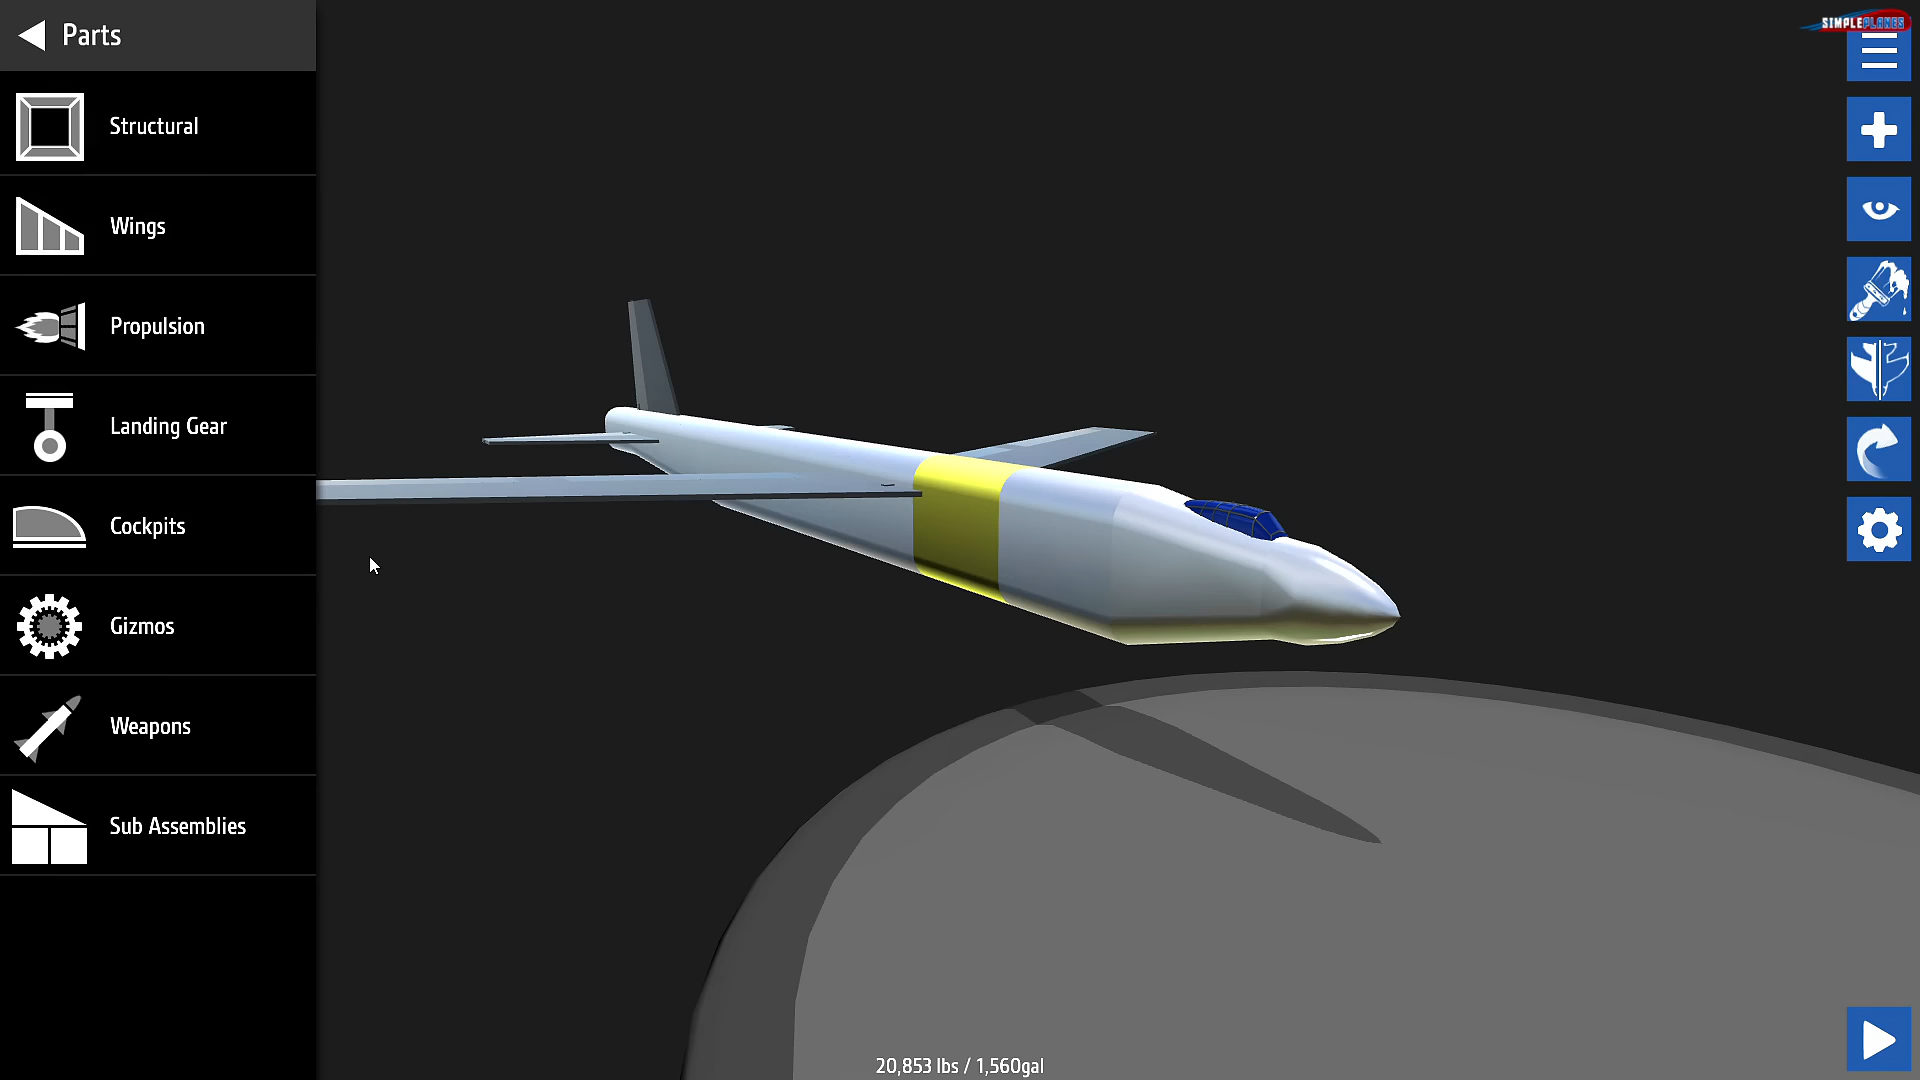 Parts
SIMPLEPLANES
Structural
Wings
Propulsion
Landing Gear
Cockpits
Gizmos
Weapons
Sub Assemblies
20,853 lbs / 1,560gal